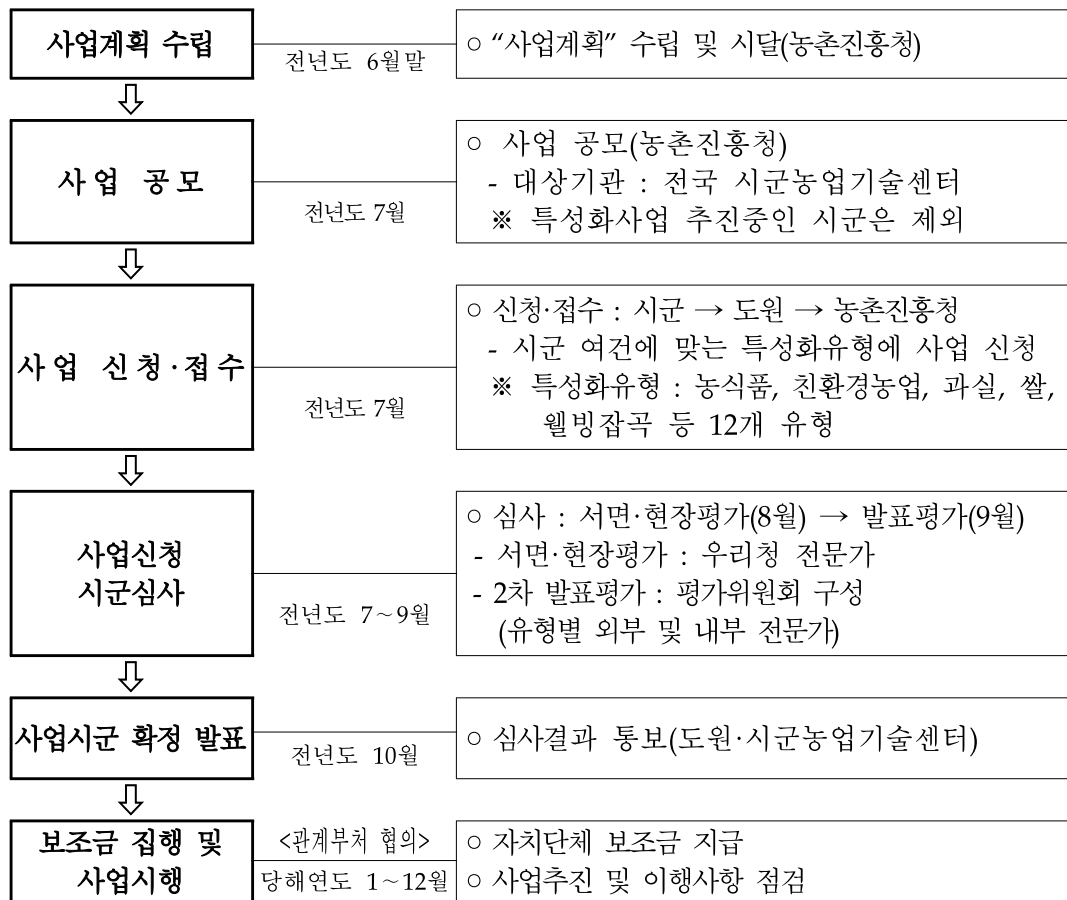 사업계획 수립
전년도 6월말
○ “사업계획” 수립 및 시달(농촌진흥청)
사업 공모
전년도 7월
○ 사업 공모(농촌진흥청)
- 대상기관 : 전국 시군농업기술센터
※ 특성화사업 추진중인 시군은 제외
사업 신청·접수
전년도 7월
○ 신청·접수 : 시군 → 도원 → 농촌진흥청
- 시군 여건에 맞는 특성화유형에 사업 신청
※ 특성화유형 : 농식품, 친환경농업, 과실, 쌀,
웰빙잡곡 등 12개 유형
사업신청
시군심사
전년도 7~9월
○ 심사 : 서면·현장평가(8월) → 발표평가(9월)
- 서면·현장평가 : 우리청 전문가
- 2차 발표평가 : 평가위원회 구성
(유형별 외부 및 내부 전문가)
사업시군 확정 발표
전년도 10월
○ 심사결과 통보(도원·시군농업기술센터)
보조금 집행 및
사업시행
<관계부처 협의>
당해연도 1~12월
○ 자치단체 보조금 지급
○ 사업추진 및 이행사항 점검